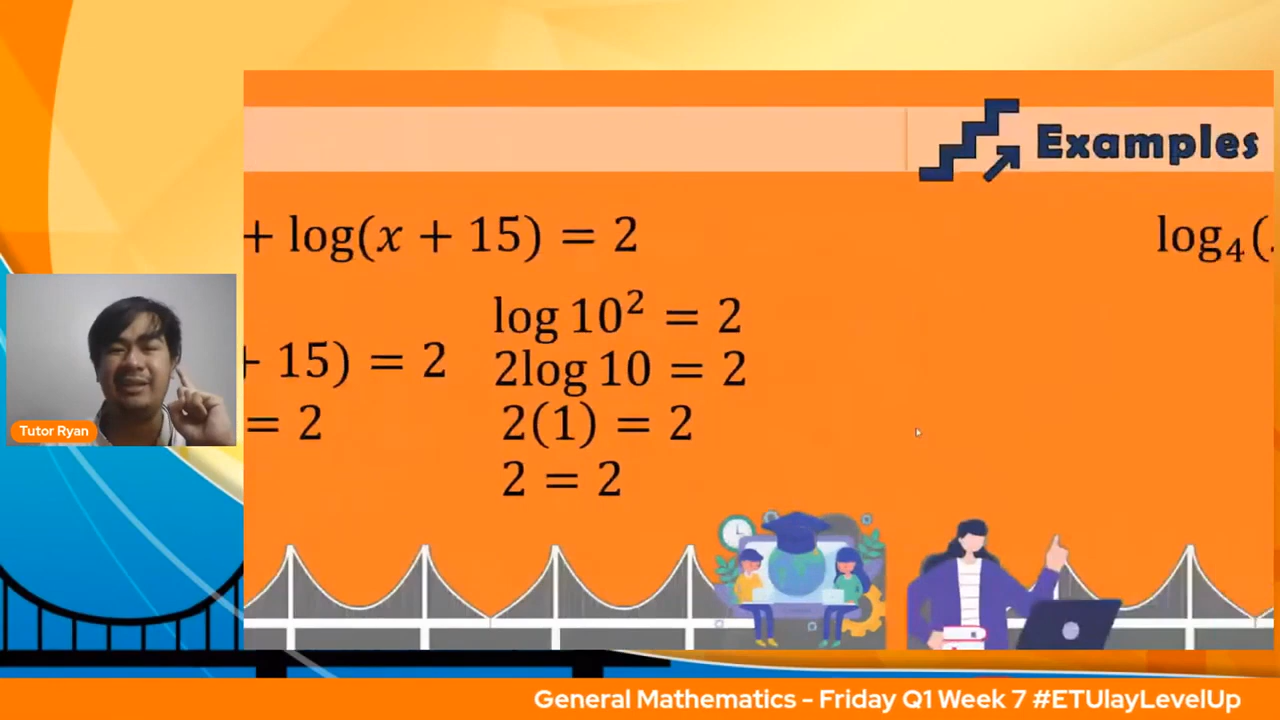 Examples
+ log(x + 15) = 2
log₄(
log 10² = 2
+ 15) = 2
2log 10 = 2
= 2
2(1) = 2
2 = 2
Tutor Ryan
General Mathematics - Friday Q1 Week 7 #ETUlayLevelUp